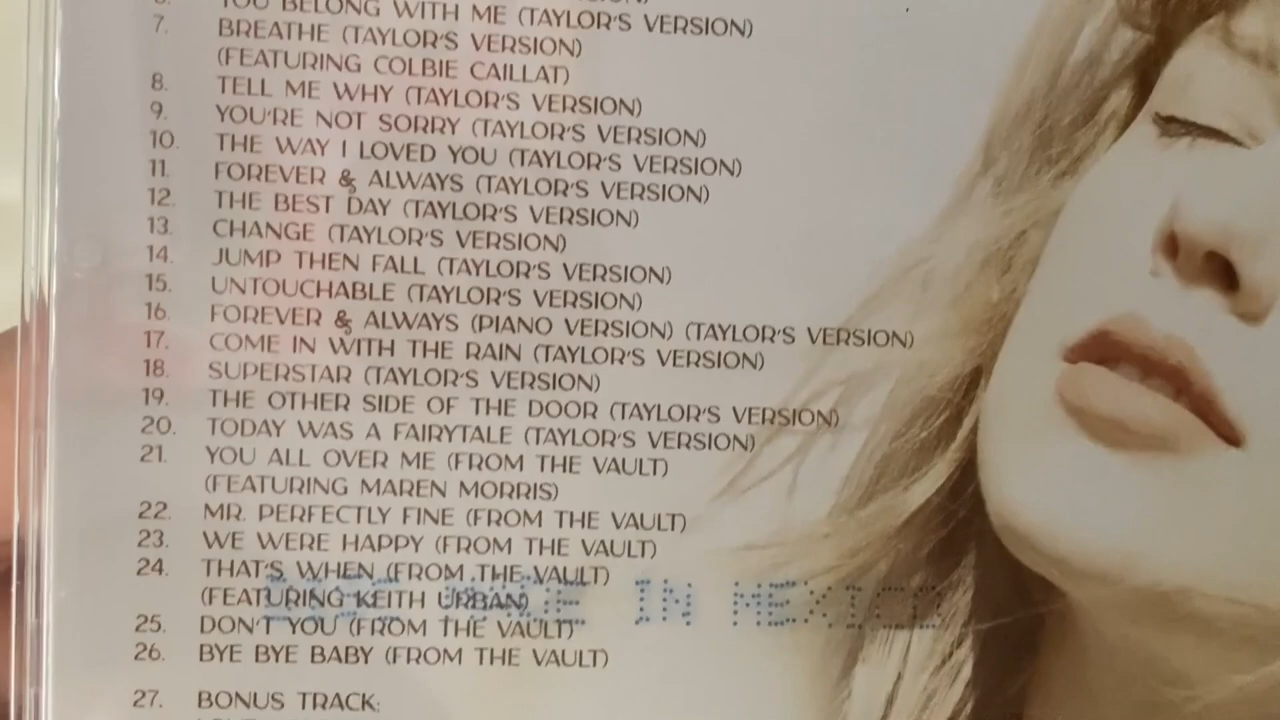 YOU BELONG WITH ME (TAYLOR'S VERSION)
7. BREATHE (TAYLOR'S VERSION)
(FEATURING COLBIE CAILLAT)
8. TELL ME WHY (TAYLOR'S VERSION)
9. YOU'RE NOT SORRY (TAYLOR'S VERSION)
10. THE WAY I LOVED YOU (TAYLOR'S VERSION)
11. FOREVER & ALWAYS (TAYLOR'S VERSION)
12. THE BEST DAY (TAYLOR'S VERSION)
13. CHANGE (TAYLOR'S VERSION)
14. JUMP THEN FALL (TAYLOR'S VERSION)
15. UNTOUCHABLE (TAYLOR'S VERSION)
16. FOREVER & ALWAYS (PIANO VERSION) (TAYLOR'S VERSION)
17. COME IN WITH THE RAIN (TAYLOR'S VERSION)
18. SUPERSTAR (TAYLOR'S VERSION)
19. THE OTHER SIDE OF THE DOOR (TAYLOR'S VERSION)
20. TODAY WAS A FAIRYTALE (TAYLOR'S VERSION)
21. YOU ALL OVER ME (FROM THE VAULT)
(FEATURING MAREN MORRIS)
22. MR. PERFECTLY FINE (FROM THE VAULT)
23. WE WERE HAPPY (FROM THE VAULT)
24. THAT'S WHEN (FROM THE VAULT)
(FEATURING KEITH URBAN)
MADE IN MEXICO
25. DON'T YOU (FROM THE VAULT)
26. BYE BYE BABY (FROM THE VAULT)
27. BONUS TRACK: